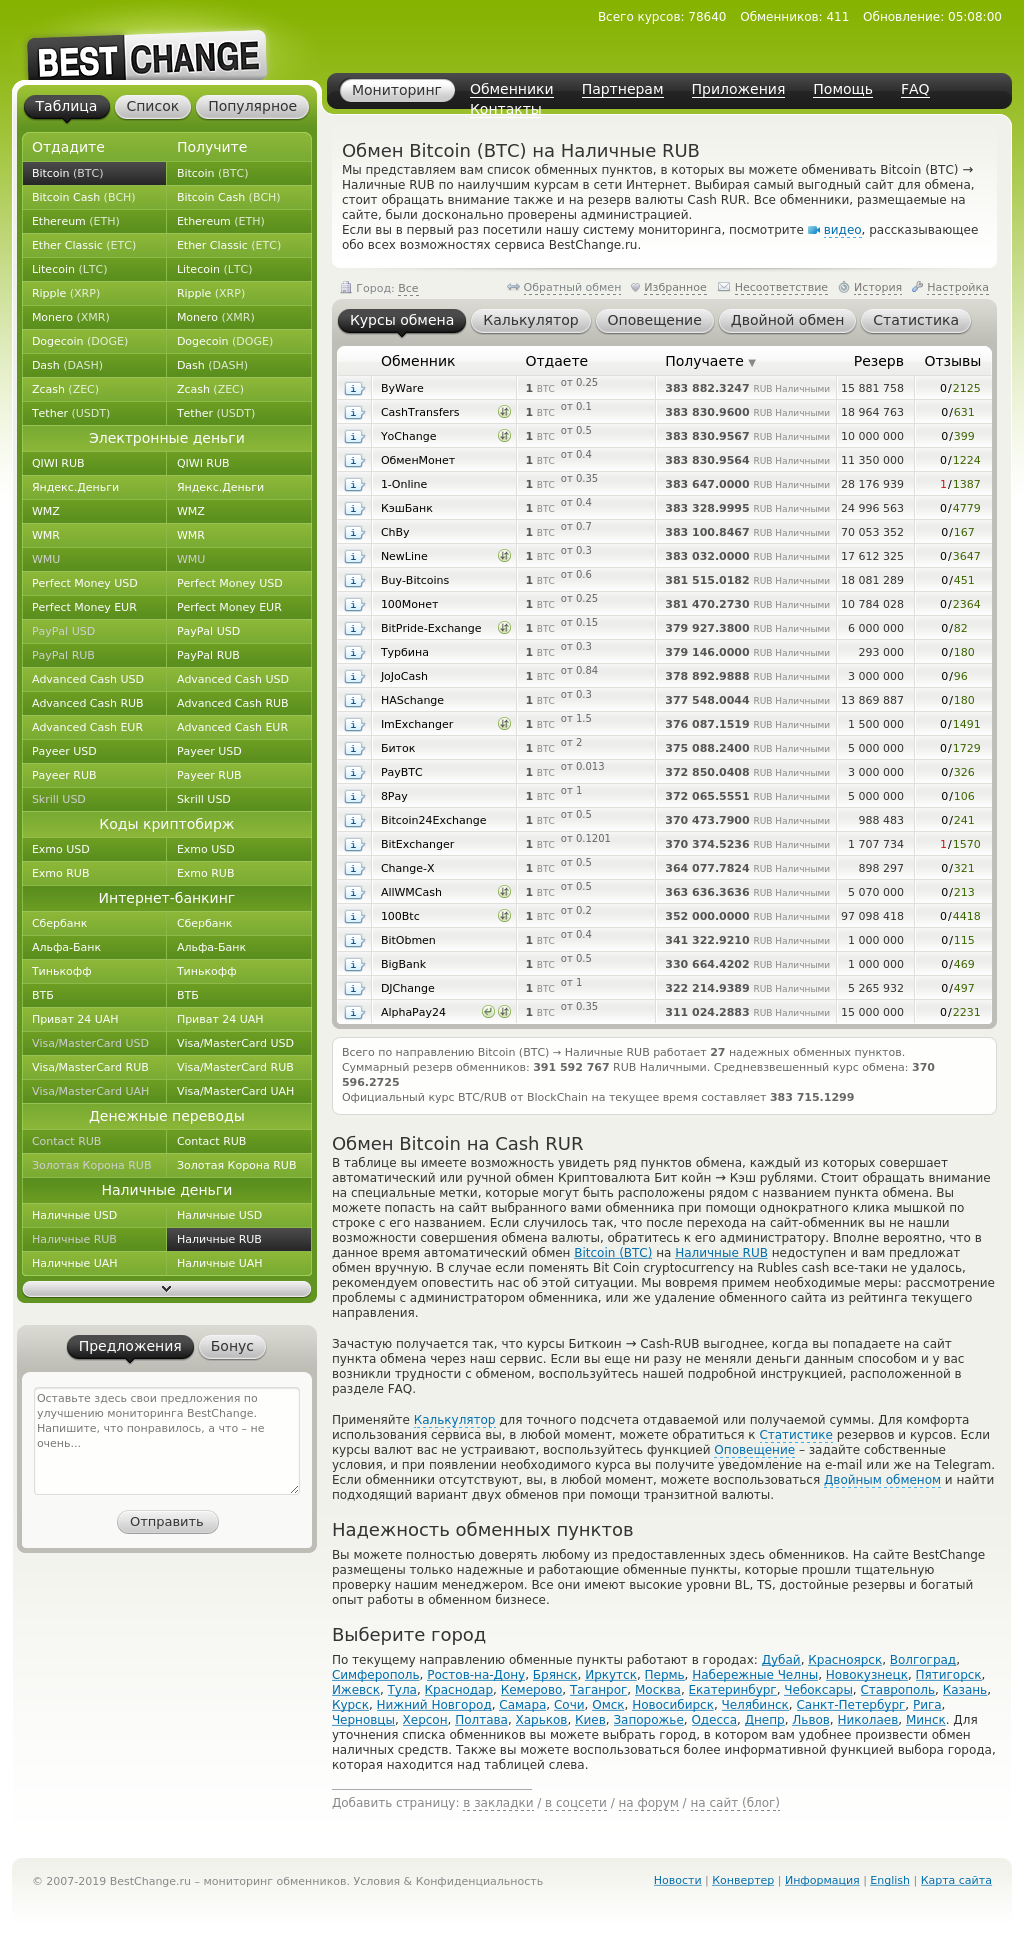 Всего курсов: 78640 Обменников: 411 Обновление: 05:08:00
BEST CHANGE
Мониторинг Обменники Партнерам Приложения Помощь FAQ
Контакты
Таблица Список Популярное
Отдадите Получите
Bitcoin (BTC) Bitcoin (BTC)
Bitcoin Cash (BCH) Bitcoin Cash (BCH)
Ethereum (ETH) Ethereum (ETH)
Ether Classic (ETC) Ether Classic (ETC)
Litecoin (LTC) Litecoin (LTC)
Ripple (XRP) Ripple (XRP)
Monero (XMR) Monero (XMR)
Dogecoin (DOGE) Dogecoin (DOGE)
Dash (DASH) Dash (DASH)
Zcash (ZEC) Zcash (ZEC)
Tether (USDT) Tether (USDT)
Электронные деньги
QIWI RUB QIWI RUB
Яндекс.Деньги Яндекс.Деньги
WMZ WMZ
WMR WMR
WMU WMU
Perfect Money USD Perfect Money USD
Perfect Money EUR Perfect Money EUR
PayPal USD PayPal USD
PayPal RUB PayPal RUB
Advanced Cash USD Advanced Cash USD
Advanced Cash RUB Advanced Cash RUB
Advanced Cash EUR Advanced Cash EUR
Payeer USD Payeer USD
Payeer RUB Payeer RUB
Skrill USD Skrill USD
Коды криптобирж
Exmo USD Exmo USD
Exmo RUB Exmo RUB
Интернет-банкинг
Сбербанк Сбербанк
Альфа-Банк Альфа-Банк
Тинькофф Тинькофф
ВТБ ВТБ
Приват 24 UAH Приват 24 UAH
Visa/MasterCard USD Visa/MasterCard USD
Visa/MasterCard RUB Visa/MasterCard RUB
Visa/MasterCard UAH Visa/MasterCard UAH
Денежные переводы
Contact RUB Contact RUB
Золотая Корона RUB Золотая Корона RUB
Наличные деньги
Наличные USD Наличные USD
Наличные RUB Наличные RUB
Наличные UAH Наличные UAH
Предложения Бонус
Оставьте здесь свои предложения по
улучшению мониторинга BestChange.
Напишите, что понравилось, а что – не
очень...
Отправить
Обмен Bitcoin (BTC) на Наличные RUB
Мы представляем вам список обменных пунктов, в которых вы можете обменивать Bitcoin (BTC) →
Наличные RUB по наилучшим курсам в сети Интернет. Выбирая самый выгодный сайт для обмена,
стоит обращать внимание также и на резерв валюты Cash RUR. Все обменники, размещаемые на
сайте, были досконально проверены администрацией.
Если вы в первый раз посетили нашу систему мониторинга, посмотрите видео, рассказывающее
обо всех возможностях сервиса BestChange.ru.
Город: Все Обратный обмен Избранное Несоответствие История Настройка
Курсы обмена Калькулятор Оповещение Двойной обмен Статистика
Обменник Отдаете Получаете ▼ Резерв Отзывы
ByWare 1 BTC от 0.25 383 882.3247 RUB Наличными 15 881 758 0/2125
CashTransfers 1 BTC от 0.1 383 830.9600 RUB Наличными 18 964 763 0/631
YoChange 1 BTC от 0.5 383 830.9567 RUB Наличными 10 000 000 0/399
ОбменМонет 1 BTC от 0.4 383 830.9564 RUB Наличными 11 350 000 0/1224
1-Online 1 BTC от 0.35 383 647.0000 RUB Наличными 28 176 939 1/1387
КэшБанк 1 BTC от 0.4 383 328.9995 RUB Наличными 24 996 563 0/4779
ChBy 1 BTC от 0.7 383 100.8467 RUB Наличными 70 053 352 0/167
NewLine 1 BTC от 0.3 383 032.0000 RUB Наличными 17 612 325 0/3647
Buy-Bitcoins 1 BTC от 0.6 381 515.0182 RUB Наличными 18 081 289 0/451
100Монет 1 BTC от 0.25 381 470.2730 RUB Наличными 10 784 028 0/2364
BitPride-Exchange 1 BTC от 0.15 379 927.3800 RUB Наличными 6 000 000 0/82
Турбина 1 BTC от 0.3 379 146.0000 RUB Наличными 293 000 0/180
JoJoCash 1 BTC от 0.84 378 892.9888 RUB Наличными 3 000 000 0/96
HASchange 1 BTC от 0.3 377 548.0044 RUB Наличными 13 869 887 0/180
ImExchanger 1 BTC от 1.5 376 087.1519 RUB Наличными 1 500 000 0/1491
Биток 1 BTC от 2 375 088.2400 RUB Наличными 5 000 000 0/1729
PayBTC 1 BTC от 0.013 372 850.0408 RUB Наличными 3 000 000 0/326
8Pay 1 BTC от 1 372 065.5551 RUB Наличными 5 000 000 0/106
Bitcoin24Exchange 1 BTC от 0.5 370 473.7900 RUB Наличными 988 483 0/241
BitExchanger 1 BTC от 0.1201 370 374.5236 RUB Наличными 1 707 734 1/1570
Change-X 1 BTC от 0.5 364 077.7824 RUB Наличными 898 297 0/321
AllWMCash 1 BTC от 0.5 363 636.3636 RUB Наличными 5 070 000 0/213
100Btc 1 BTC от 0.2 352 000.0000 RUB Наличными 97 098 418 0/4418
BitObmen 1 BTC от 0.4 341 322.9210 RUB Наличными 1 000 000 0/115
BigBank 1 BTC от 0.5 330 664.4202 RUB Наличными 1 000 000 0/469
DJChange 1 BTC от 1 322 214.9389 RUB Наличными 5 265 932 0/497
AlphaPay24 1 BTC от 0.35 311 024.2883 RUB Наличными 15 000 000 0/2231
Всего по направлению Bitcoin (BTC) → Наличные RUB работает 27 надежных обменных пунктов.
Суммарный резерв обменников: 391 592 767 RUB Наличными. Средневзвешенный курс обмена: 370
596.2725
Официальный курс BTC/RUB от BlockChain на текущее время составляет 383 715.1299
Обмен Bitcoin на Cash RUR
В таблице вы имеете возможность увидеть ряд пунктов обмена, каждый из которых совершает
автоматический или ручной обмен Криптовалюта Бит койн → Кэш рублями. Стоит обращать внимание
на специальные метки, которые могут быть расположены рядом с названием пункта обмена. Вы
можете попасть на сайт выбранного вами обменника при помощи однократного клика мышкой по
строке с его названием. Если случилось так, что после перехода на сайт-обменник вы не нашли
возможности совершения обмена валюты, обратитесь к его администратору. Вполне вероятно, что в
данное время автоматический обмен Bitcoin (BTC) на Наличные RUB недоступен и вам предложат
обмен вручную. В случае если поменять Bit Coin cryptocurrency на Rubles cash все-таки не удалось,
рекомендуем оповестить нас об этой ситуации. Мы вовремя примем необходимые меры: рассмотрение
проблемы с администратором обменника, или же удаление обменного сайта из рейтинга текущего
направления.
Зачастую получается так, что курсы Биткоин → Cash-RUB выгоднее, когда вы попадаете на сайт
пункта обмена через наш сервис. Если вы еще ни разу не меняли деньги данным способом и у вас
возникли трудности с обменом, воспользуйтесь нашей подробной инструкцией, расположенной в
разделе FAQ.
Применяйте Калькулятор для точного подсчета отдаваемой или получаемой суммы. Для комфорта
использования сервиса вы, в любой момент, можете обратиться к Статистике резервов и курсов. Если
курсы валют вас не устраивают, воспользуйтесь функцией Оповещение – задайте собственные
условия, и при появлении необходимого курса вы получите уведомление на e-mail или же на Telegram.
Если обменники отсутствуют, вы, в любой момент, можете воспользоваться Двойным обменом и найти
подходящий вариант двух обменов при помощи транзитной валюты.
Надежность обменных пунктов
Вы можете полностью доверять любому из предоставленных здесь обменников. На сайте BestChange
размещены только надежные и работающие обменные пункты, которые прошли тщательную
проверку нашим менеджером. Все они имеют высокие уровни BL, TS, достойные резервы и богатый
опыт работы в обменном бизнесе.
Выберите город
По текущему направлению обменные пункты работают в городах: Дубай, Красноярск, Волгоград,
Симферополь, Ростов-на-Дону, Брянск, Иркутск, Пермь, Набережные Челны, Новокузнецк, Пятигорск,
Ижевск, Тула, Краснодар, Кемерово, Таганрог, Москва, Екатеринбург, Чебоксары, Ставрополь, Казань,
Курск, Нижний Новгород, Самара, Сочи, Омск, Новосибирск, Челябинск, Санкт-Петербург, Рига,
Черновцы, Херсон, Полтава, Харьков, Киев, Запорожье, Одесса, Днепр, Львов, Николаев, Минск. Для
уточнения списка обменников вы можете выбрать город, в котором вам удобнее произвести обмен
наличных средств. Также вы можете воспользоваться более информативной функцией выбора города,
которая находится над таблицей слева.
Добавить страницу: в закладки / в соцсети / на форум / на сайт (блог)
© 2007-2019 BestChange.ru – мониторинг обменников. Условия & Конфиденциальность
Новости | Конвертер | Информация | English | Карта сайта